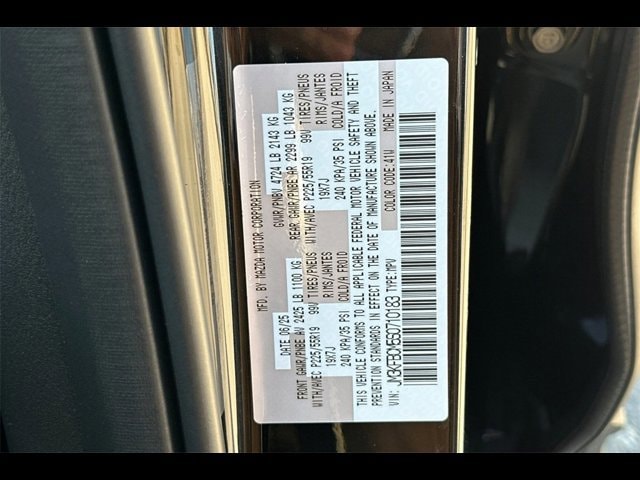 MFD. BY MAZDA MOTOR CORPORATION
DATE 06/25 GVWR/PNBV 4724 LB 2143 KG
FRONT GAWR/PNBE AV 2425 LB 1100 KG REAR GAWR/PNBE AR 2299 LB 1043 KG
WITH/AVEC P225/55R19 99V TIRES/PNEUS WITH/AVEC P225/55R19 99V TIRES/PNEUS
19X7J RIMS/JANTES 19X7J RIMS/JANTES
240 KPA/35 PSI COLD/A FROID 240 KPA/35 PSI COLD/A FROID
THIS VEHICLE CONFORMS TO ALL APPLICABLE FEDERAL MOTOR VEHICLE SAFETY AND THEFT
PREVENTION STANDARDS IN EFFECT ON THE DATE OF MANUFACTURE SHOWN ABOVE.
VIN: JM3KFBCM5S0710183 TYPE:MPV COLOR CODE:41V MADE IN JAPAN